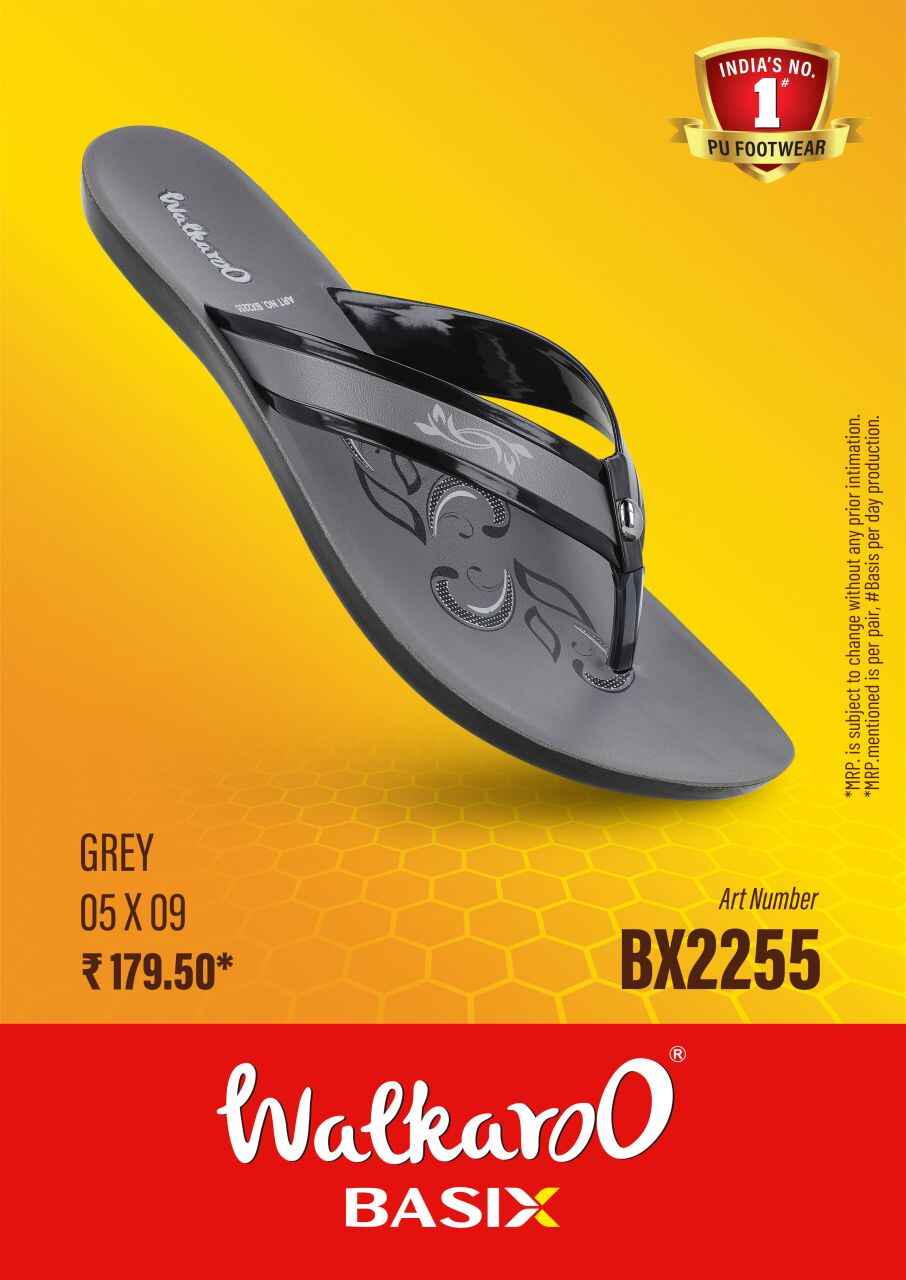 INDIA'S NO.
1#
PU FOOTWEAR
Walkaroo
ART NO. BX2255
*MRP. is subject to change without any prior intimation.
*MRP.mentioned is per pair, #Basis per day production.
GREY
05 X 09
₹ 179.50*
Art Number
BX2255
Walkaroo®
BASIX